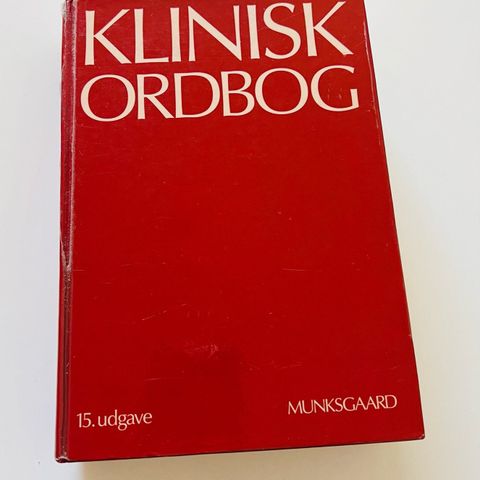 KLINISK
ORDBOG
15. udgave
MUNKSGAARD